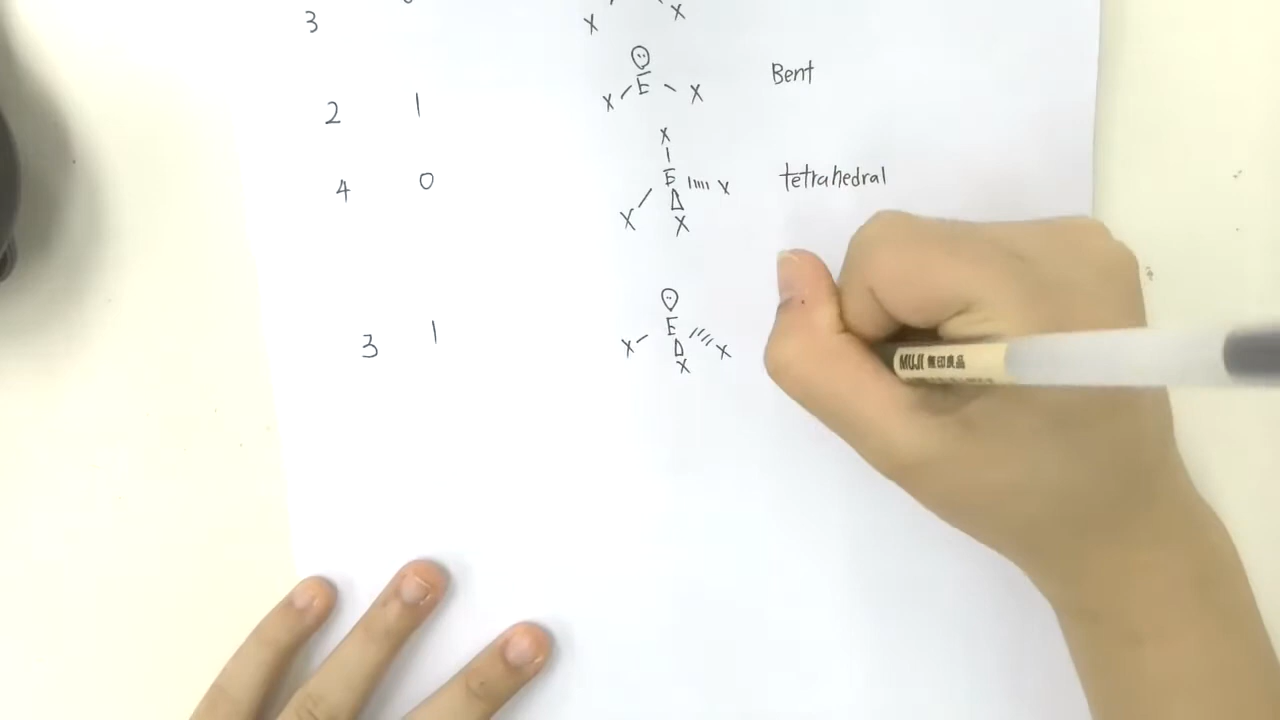 3
X X
E
X X
Bent
2 1
X
E X
X X
tetrahedral
4 0
E
X X
X
3 1
MUJI 無印良品